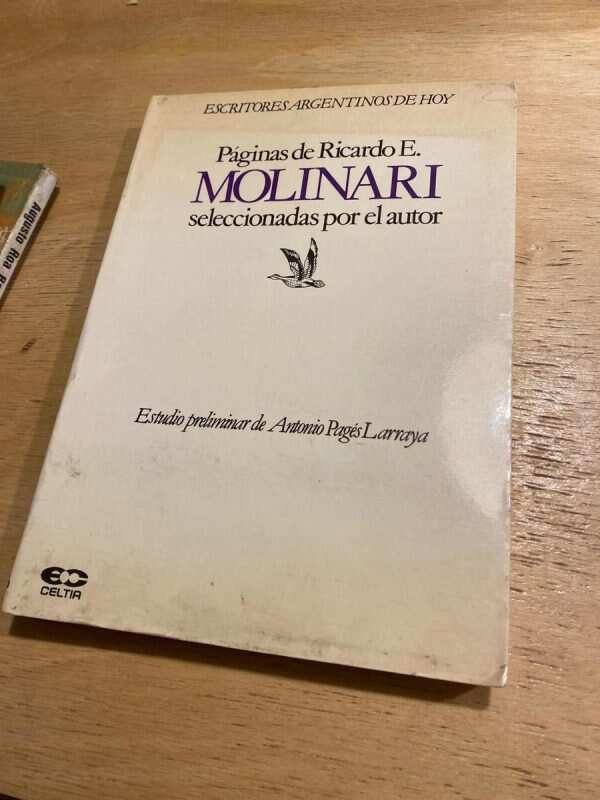 ESCRITORES ARGENTINOS DE HOY
Páginas de Ricardo E.
MOLINARI
seleccionadas por el autor
Estudio preliminar de Antonio Pagés Larraya
CELTIA
Augusto Roa